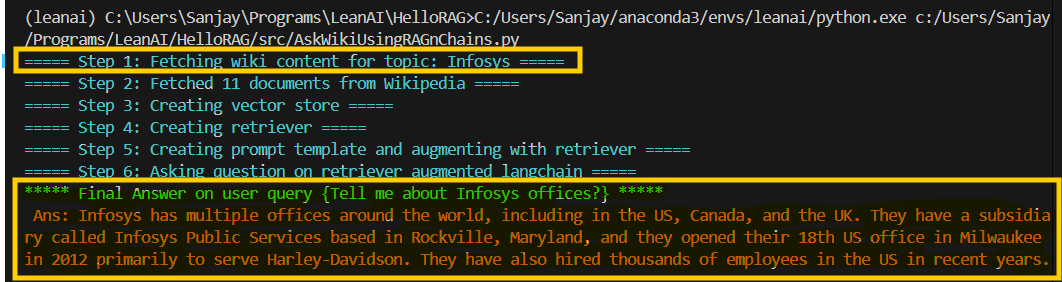 (leanai) C:\Users\Sanjay\Programs\LeanAI\HelloRAG>C:/Users/Sanjay/anaconda3/envs/leanai/python.exe c:/Users/Sanjay
/Programs/LeanAI/HelloRAG/src/AskWikiUsingRAGnChains.py
===== Step 1: Fetching wiki content for topic: Infosys =====
===== Step 2: Fetched 11 documents from Wikipedia =====
===== Step 3: Creating vector store =====
===== Step 4: Creating retriever =====
===== Step 5: Creating prompt template and augmenting with retriever =====
===== Step 6: Asking question on retriever augmented langchain =====
***** Final Answer on user query {Tell me about Infosys offices?} *****
Ans: Infosys has multiple offices around the world, including in the US, Canada, and the UK. They have a subsidia
ry called Infosys Public Services based in Rockville, Maryland, and they opened their 18th US office in Milwaukee
in 2012 primarily to serve Harley-Davidson. They have also hired thousands of employees in the US in recent years.